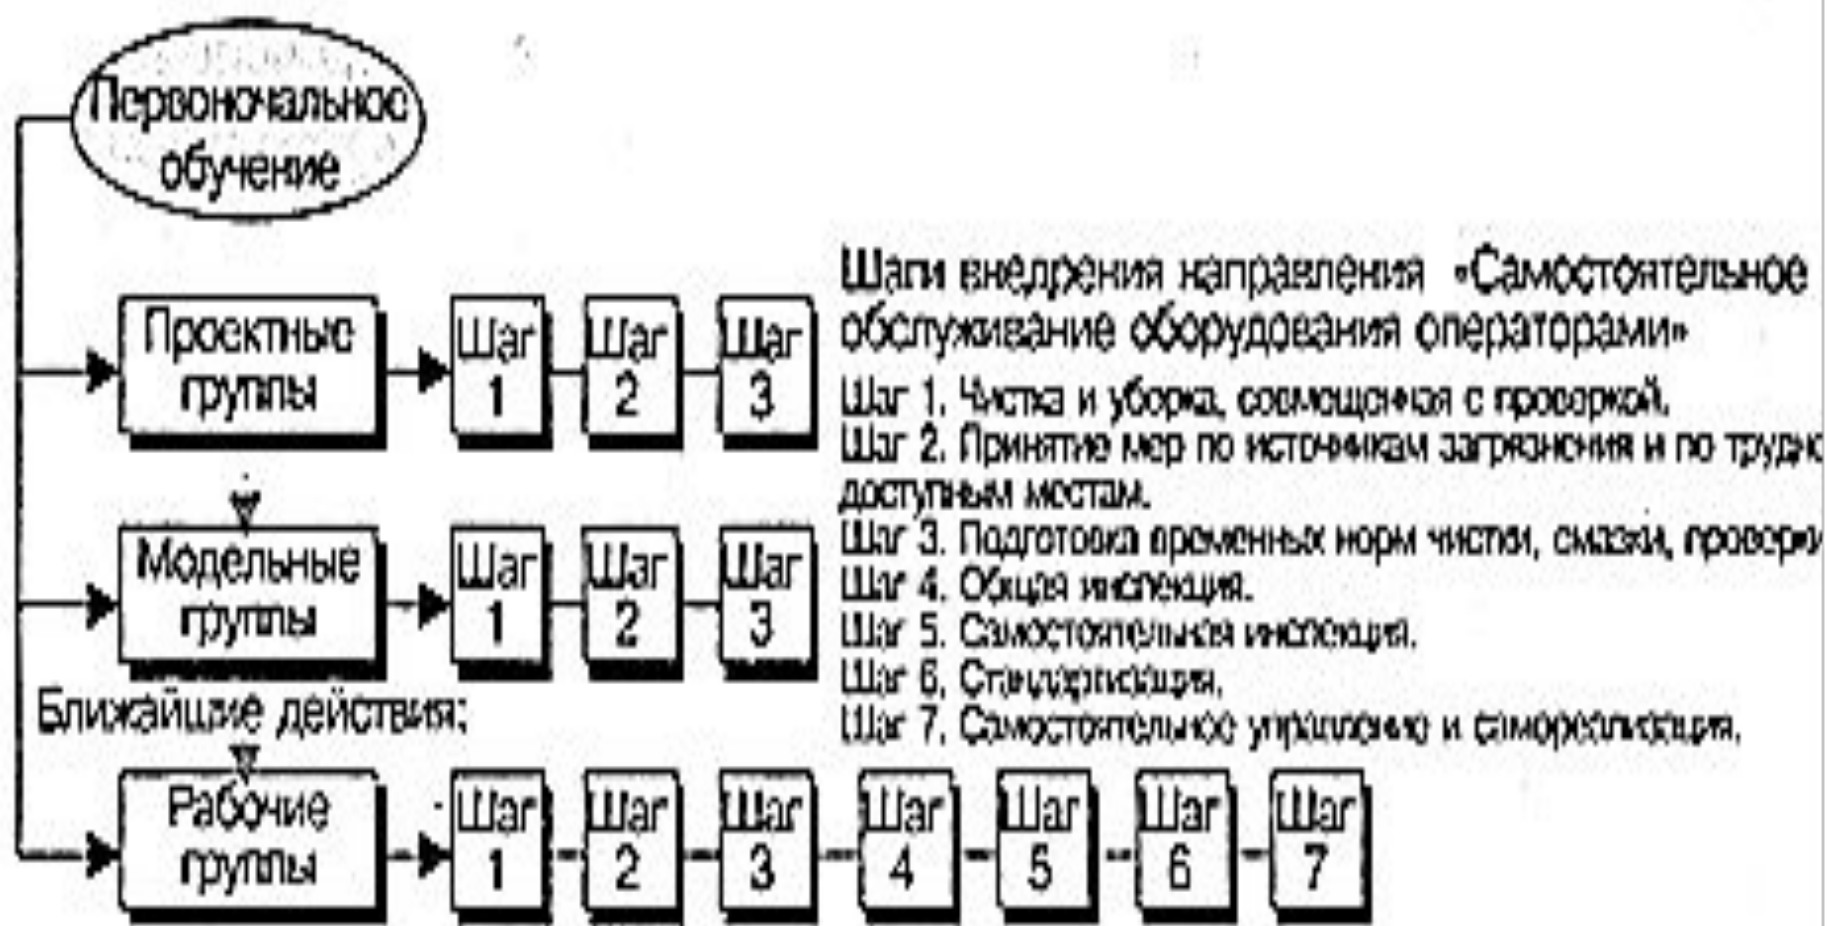 Первоночальное
обучение
Шаги внедрения направления «Самостоятельное
обслуживание оборудования операторами»
Проектные
группы
Шаг
1
Шаг
2
Шаг
3
Шаг 1. Чистка и уборка, совмещенная с проверкой.
Шаг 2. Принятие мер по источникам загрязнения и по трудно
доступным местам.
Шаг 3. Подготовка временных норм чистки, смазки, проверки
Шаг 4. Общая инспекция.
Шаг 5. Самостоятельная инспекция.
Шаг 6. Стандартизация.
Шаг 7. Самостоятельное управление и самореализация.
Модельные
группы
Шаг
1
Шаг
2
Шаг
3
Ближайшие действия:
Рабочие
группы
Шаг
1
Шаг
2
Шаг
3
Шаг
4
Шаг
5
Шаг
6
Шаг
7